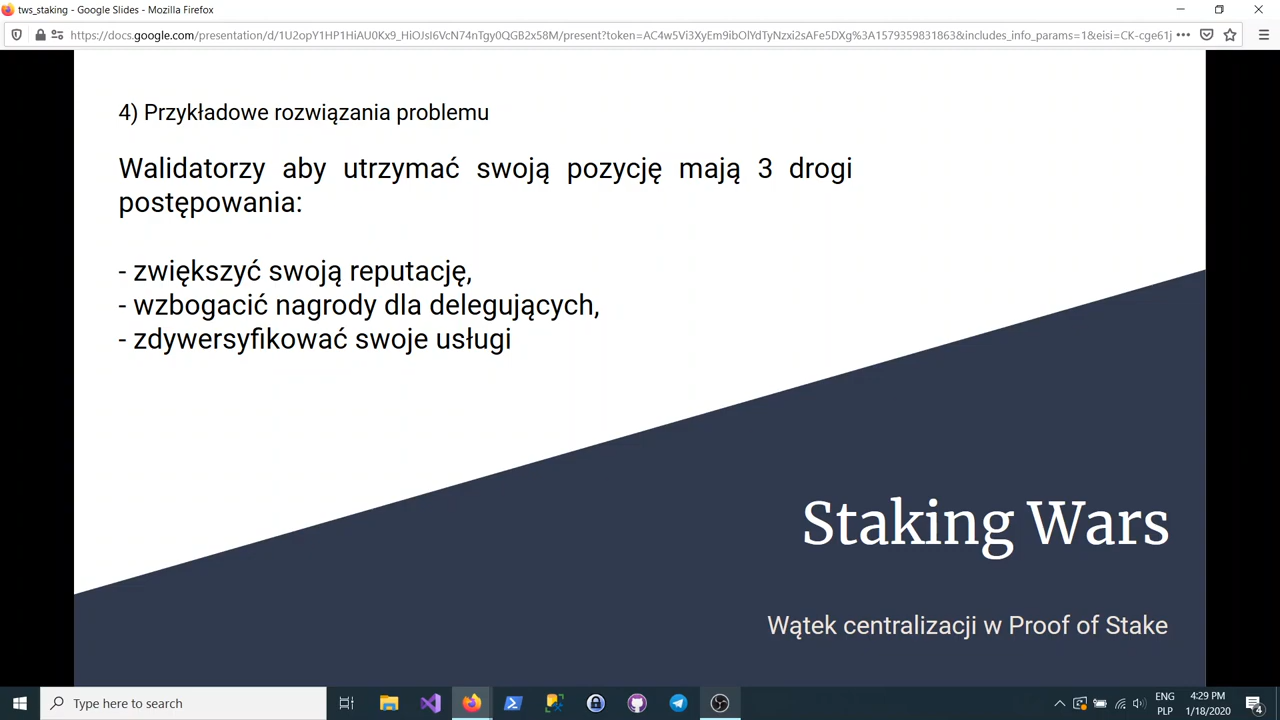 tws_staking - Google Slides - Mozilla Firefox
https://docs.google.com/presentation/d/1U2opY1HP1HiAU0Kx9_HiOJsI6VcN74nTgy0QGB2x58M/present?token=AC4w5Vi3XyEm9ibOlYdTyNzxi2sAFe5DXg%3A1579359831863&includes_info_params=1&eisi=CK-cge61j
4) Przykładowe rozwiązania problemu
Walidatorzy aby utrzymać swoją pozycję mają 3 drogi
postępowania:
- zwiększyć swoją reputację,
- wzbogacić nagrody dla delegujących,
- zdywersyfikować swoje usługi
Staking Wars
Wątek centralizacji w Proof of Stake
Type here to search
ENG
PLP
4:29 PM
1/18/2020
4